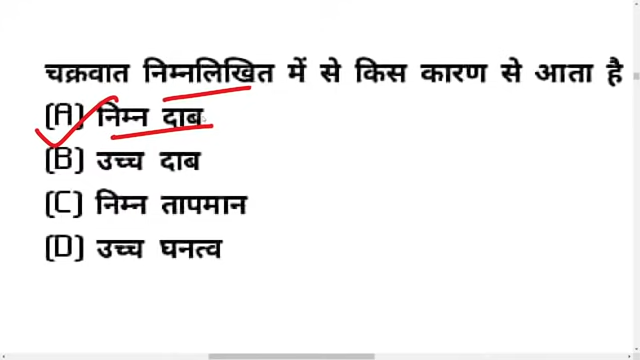 चक्रवात निम्नलिखित में से किस कारण से आता है
(A) निम्न दाब
(B) उच्च दाब
(C) निम्न तापमान
(D) उच्च घनत्व